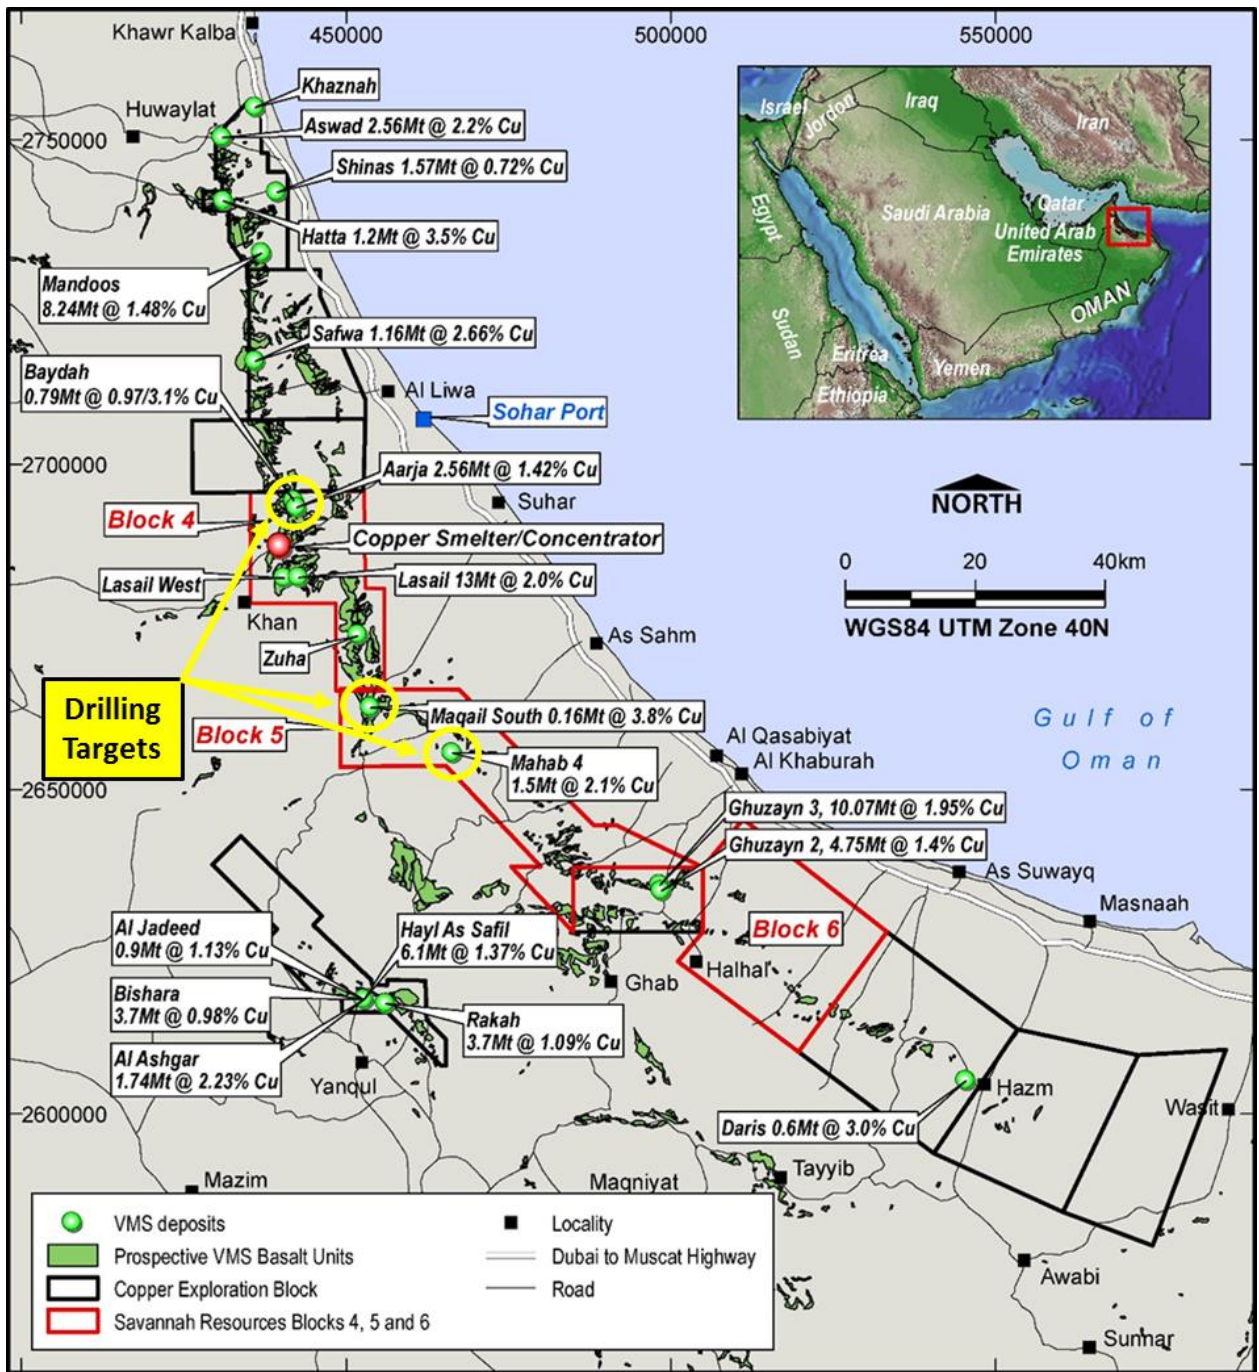 450000
500000
550000
Khawr Kalba
Khaznah
Huwaylat
2750000
Aswad 2.56Mt @ 2.2% Cu
Shinas 1.57Mt @ 0.72% Cu
Hatta 1.2Mt @ 3.5% Cu
Mandoos
8.24Mt @ 1.48% Cu
Safwa 1.16Mt @ 2.66% Cu
Baydah
0.79Mt @ 0.97/3.1% Cu
Al Liwa
Sohar Port
2700000
Aarja 2.56Mt @ 1.42% Cu
Suhar
Block 4
Copper Smelter/Concentrator
Lasail West
Lasail 13Mt @ 2.0% Cu
Khan
Zuha
As Sahm
Drilling
Targets
Maqail South 0.16Mt @ 3.8% Cu
Block 5
Mahab 4
1.5Mt @ 2.1% Cu
Al Qasabiyat
Al Khaburah
2650000
Ghuzayn 3, 10.07Mt @ 1.95% Cu
Ghuzayn 2, 4.75Mt @ 1.4% Cu
As Suwayq
Masnaah
Block 6
Al Jadeed
0.9Mt @ 1.13% Cu
Hayl As Safil
6.1Mt @ 1.37% Cu
Ghab
Halhal
Bishara
3.7Mt @ 0.98% Cu
Rakah
3.7Mt @ 1.09% Cu
Al Ashgar
1.74Mt @ 2.23% Cu
Yanqul
Hazm
Wasit
2600000
Daris 0.6Mt @ 3.0% Cu
Mazim
Maqniyat
Tayyib
Awabi
Sumar
Israel
Jordon
Iraq
Iran
Egypt
Saudi Arabia
Qatar
United Arab
Emirates
OMAN
Sudan
Eritrea
Yemen
Ethiopia
NORTH
0
20
40km
WGS84 UTM Zone 40N
Gulf of
Oman
VMS deposits
Prospective VMS Basalt Units
Copper Exploration Block
Savannah Resources Blocks 4, 5 and 6
Locality
Dubai to Muscat Highway
Road